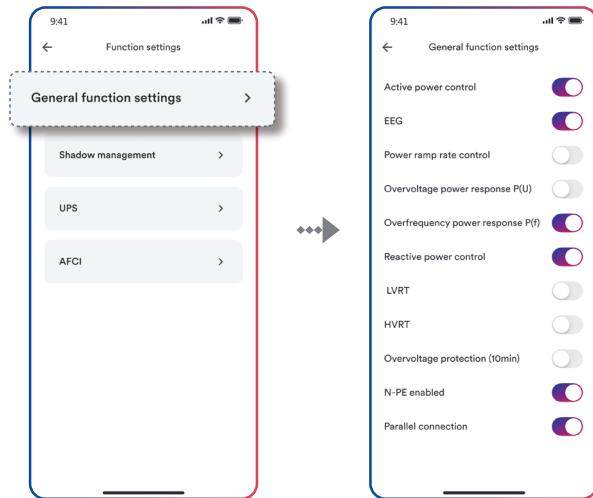 9:41
Function settings
General function settings
Shadow management
UPS
AFCI
9:41
General function settings
Active power control
EEG
Power ramp rate control
Overvoltage power response P(U)
Overfrequency power response P(f)
Reactive power control
LVRT
HVRT
Overvoltage protection (10min)
N-PE enabled
Parallel connection